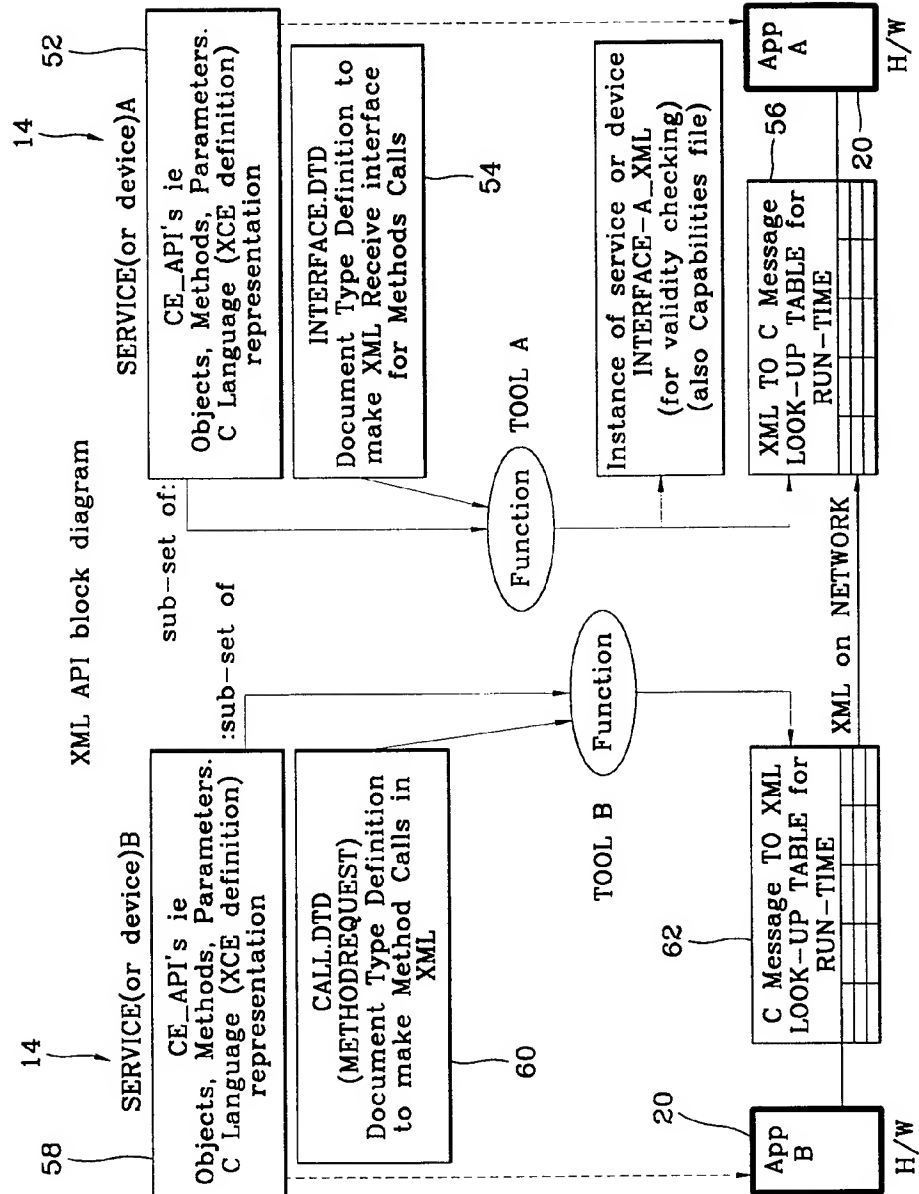 XML API block diagram
14
SERVICE(or device)B
58
CE_API's ie
Objects, Methods, Parameters.
C Language (XCE definition)
representation
:sub-set of
CALL.DTD
(METHODREQUEST)
Document Type Definition
to make Method Calls in
XML
60
TOOL B
Function
62
C Message TO XML
LOOK-UP TABLE for
RUN-TIME
20
App
B
H/W
XML on NETWORK
14
SERVICE(or device)A
52
CE_API's ie
Objects, Methods, Parameters.
C Language (XCE definition)
representation
sub-set of:
INTERFACE.DTD
Document Type Definition to
make XML Receive interface
for Methods Calls
54
TOOL A
Function
Instance of service or device
INTERFACE-A_XML
(for validity checking)
(also Capabilities file)
XML TO C Message
LOOK-UP TABLE for
RUN-TIME
56
20
App
A
H/W